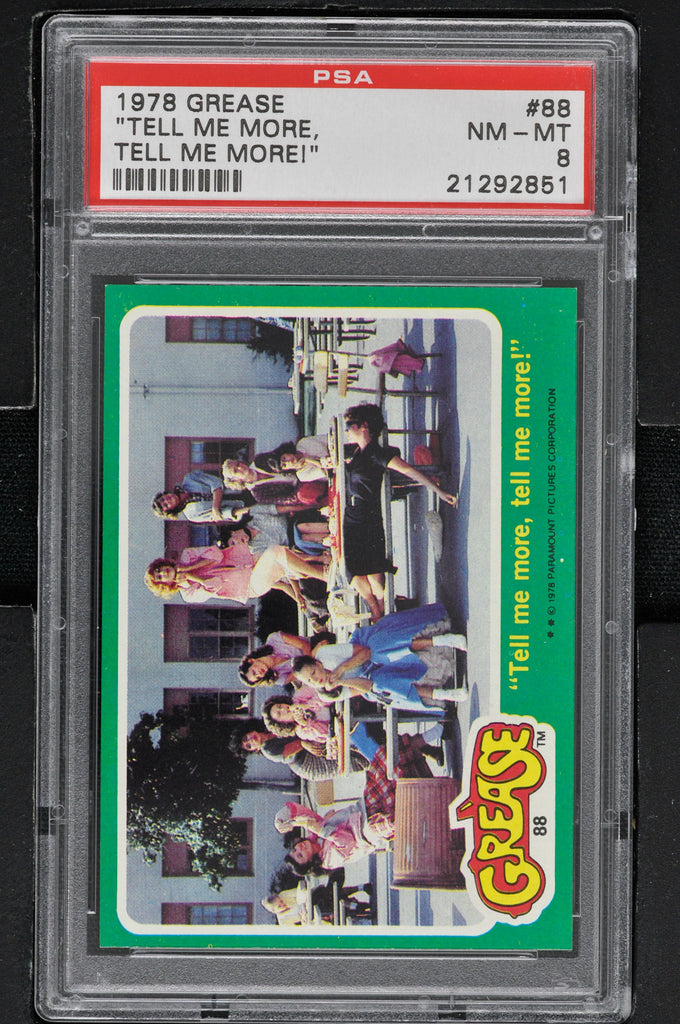 PSA
1978 GREASE
#88
"TELL ME MORE,
NM - MT
TELL ME MORE!"
8
21292851
"Tell me more, tell me more!"
* * © 1978 PARAMOUNT PICTURES CORPORATION
GREASE
TM
88